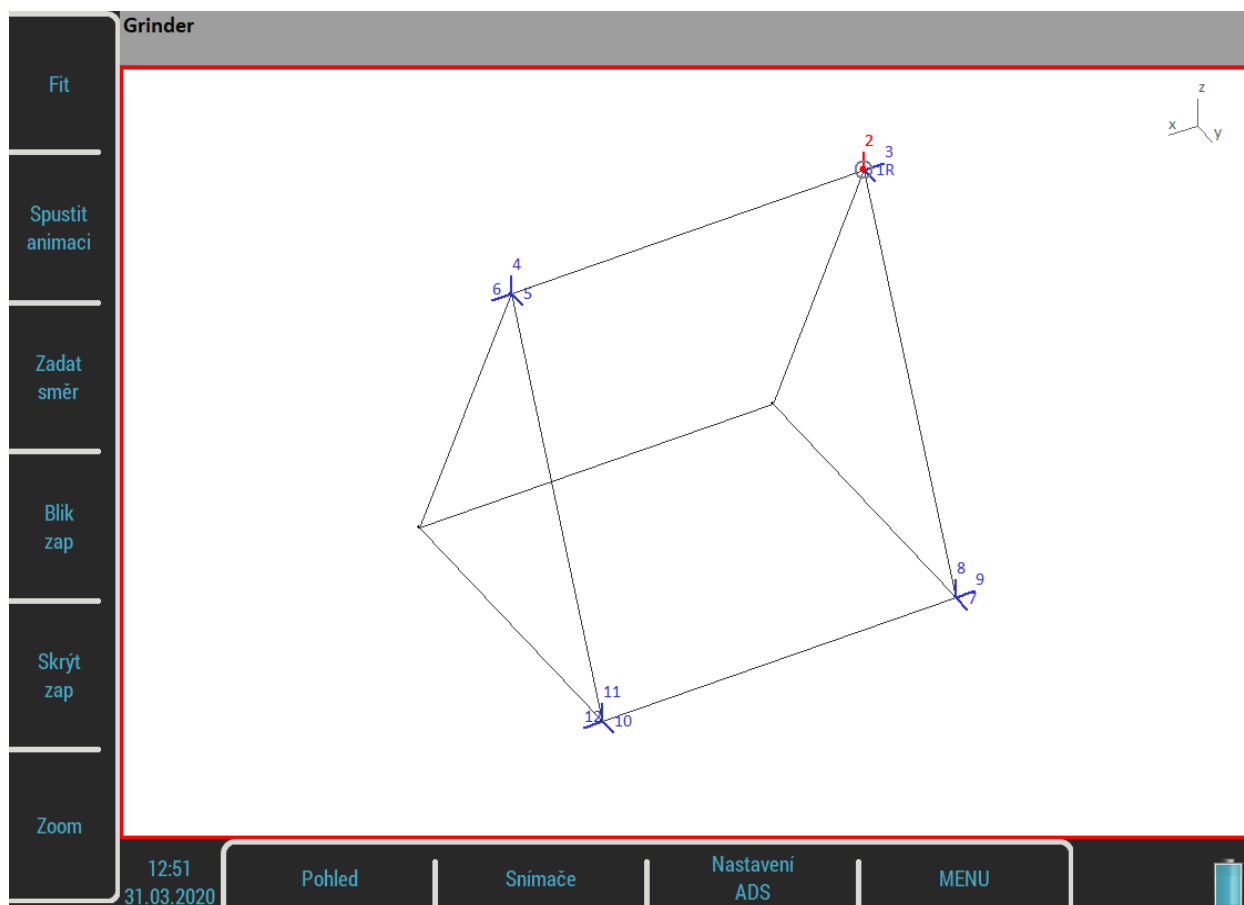 Grinder
Fit
Spustit
animaci
Zadat
směr
Blik
zap
Skrýt
zap
Zoom
z
x
y
2
3
1R
4
6
5
8
9
7
11
12
10
12:51
31.03.2020
Pohled
Snímače
Nastavení
ADS
MENU